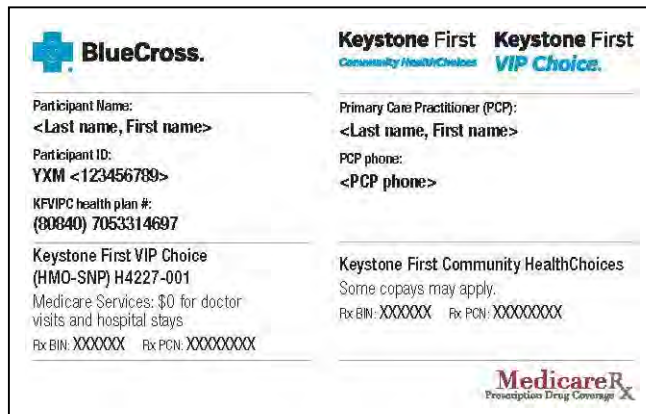 BlueCross.
Keystone First
Community HealthChoices
Keystone First
VIP Choice.
Participant Name:
<Last name, First name>
Participant ID:
YXM <123456789>
KFVIPC health plan #:
(80840) 7053314697
Primary Care Practitioner (PCP):
<Last name, First name>
PCP phone:
<PCP phone>
Keystone First VIP Choice
(HMO-SNP) H4227-001
Medicare Services: $0 for doctor
visits and hospital stays
Rx BIN: XXXXXX Rx PCN: XXXXXXXX
Keystone First Community HealthChoices
Some copays may apply.
Rx BIN: XXXXXX Rx PCN: XXXXXXXX
MedicareRx
Prescription Drug Coverage